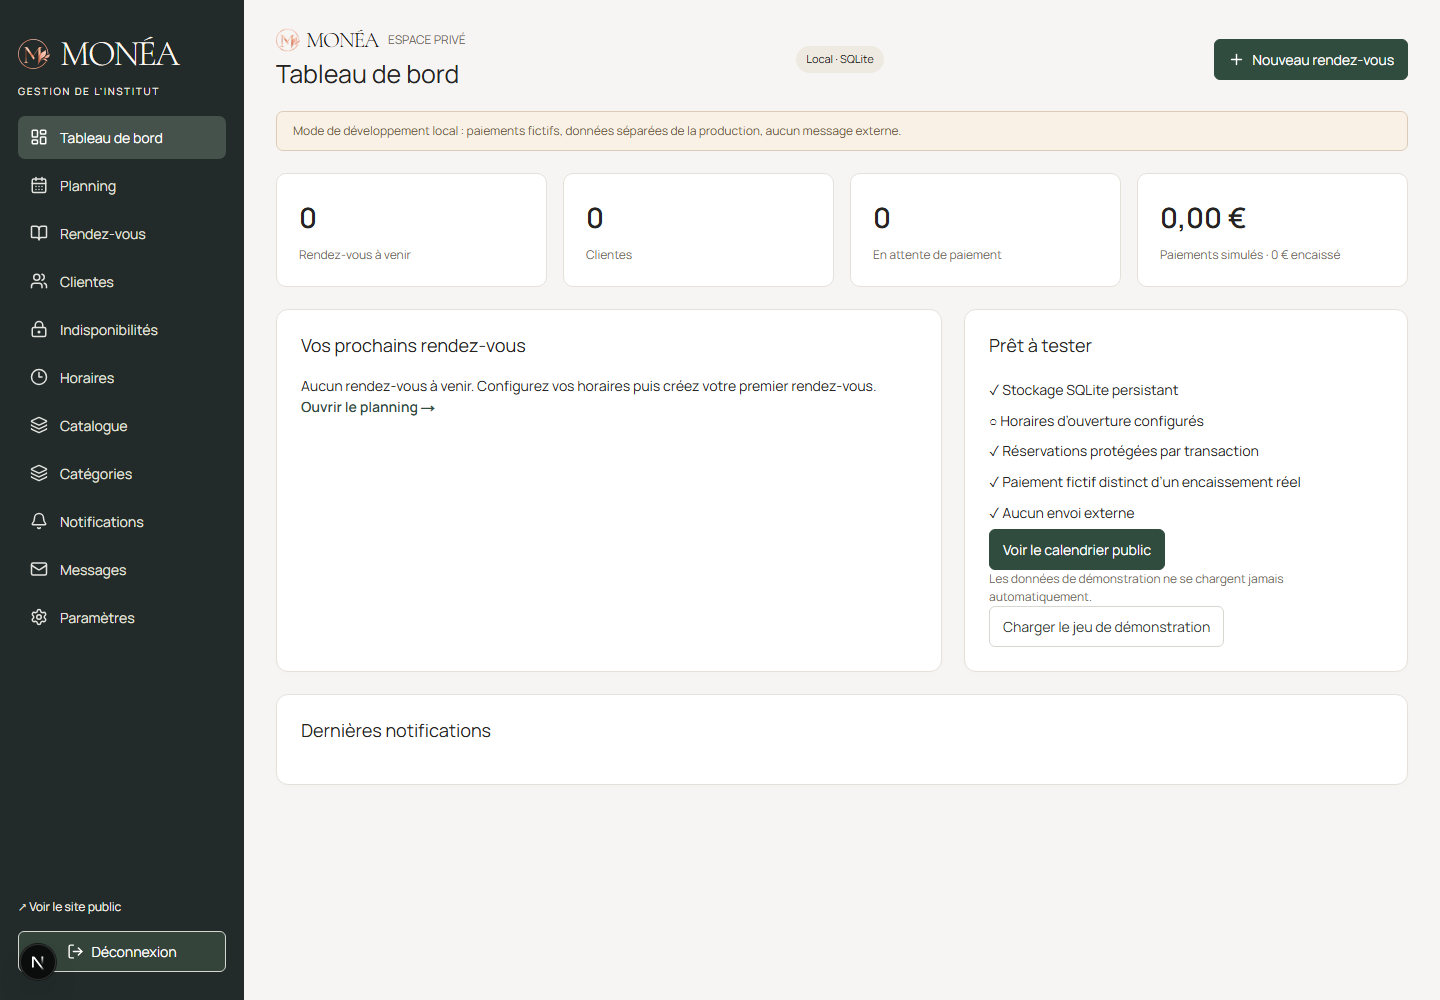 MONÉA
GESTION DE L'INSTITUT
Tableau de bord
Planning
Rendez-vous
Clientes
Indisponibilités
Horaires
Catalogue
Catégories
Notifications
Messages
Paramètres
↗ Voir le site public
N
Déconnexion
M MONÉA ESPACE PRIVÉ
Tableau de bord
Local · SQLite
+ Nouveau rendez-vous
Mode de développement local : paiements fictifs, données séparées de la production, aucun message externe.
0
Rendez-vous à venir
0
Clientes
0
En attente de paiement
0,00 €
Paiements simulés · 0 € encaissé
Vos prochains rendez-vous
Aucun rendez-vous à venir. Configurez vos horaires puis créez votre premier rendez-vous.
Ouvrir le planning →
Prêt à tester
✓ Stockage SQLite persistant
○ Horaires d'ouverture configurés
✓ Réservations protégées par transaction
✓ Paiement fictif distinct d'un encaissement réel
✓ Aucun envoi externe
Voir le calendrier public
Les données de démonstration ne se chargent jamais
automatiquement.
Charger le jeu de démonstration
Dernières notifications